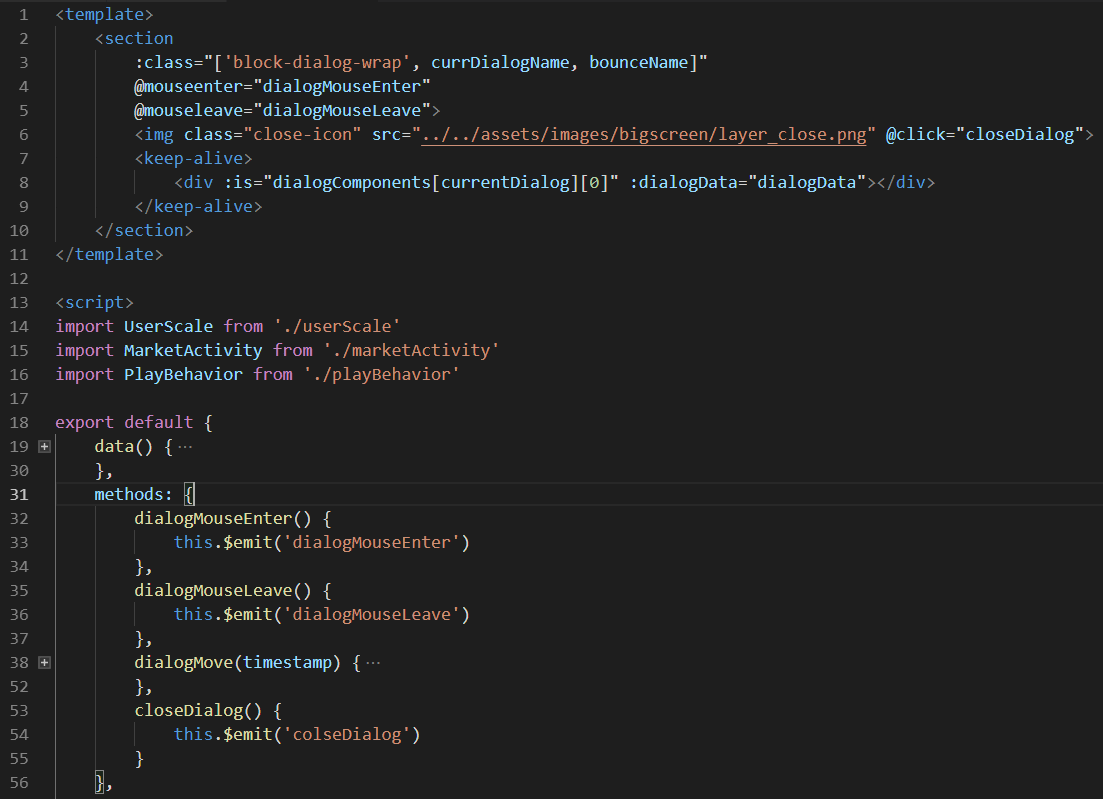 1 <template>
2 <section
3 :class="['block-dialog-wrap', currDialogName, bounceName]"
4 @mouseenter="dialogMouseEnter"
5 @mouseleave="dialogMouseLeave">
6 <img class="close-icon" src="../../assets/images/bigscreen/layer_close.png" @click="closeDialog">
7 <keep-alive>
8 <div :is="dialogComponents[currentDialog][0]" :dialogData="dialogData"></div>
9 </keep-alive>
10 </section>
11 </template>
12
13 <script>
14 import UserScale from './userScale'
15 import MarketActivity from './marketActivity'
16 import PlayBehavior from './playBehavior'
17
18 export default {
19 data() { ···
30 },
31 methods: {
32 dialogMouseEnter() {
33 this.$emit('dialogMouseEnter')
34 },
35 dialogMouseLeave() {
36 this.$emit('dialogMouseLeave')
37 },
38 dialogMove(timestamp) { ···
52 },
53 closeDialog() {
54 this.$emit('colseDialog')
55 }
56 },